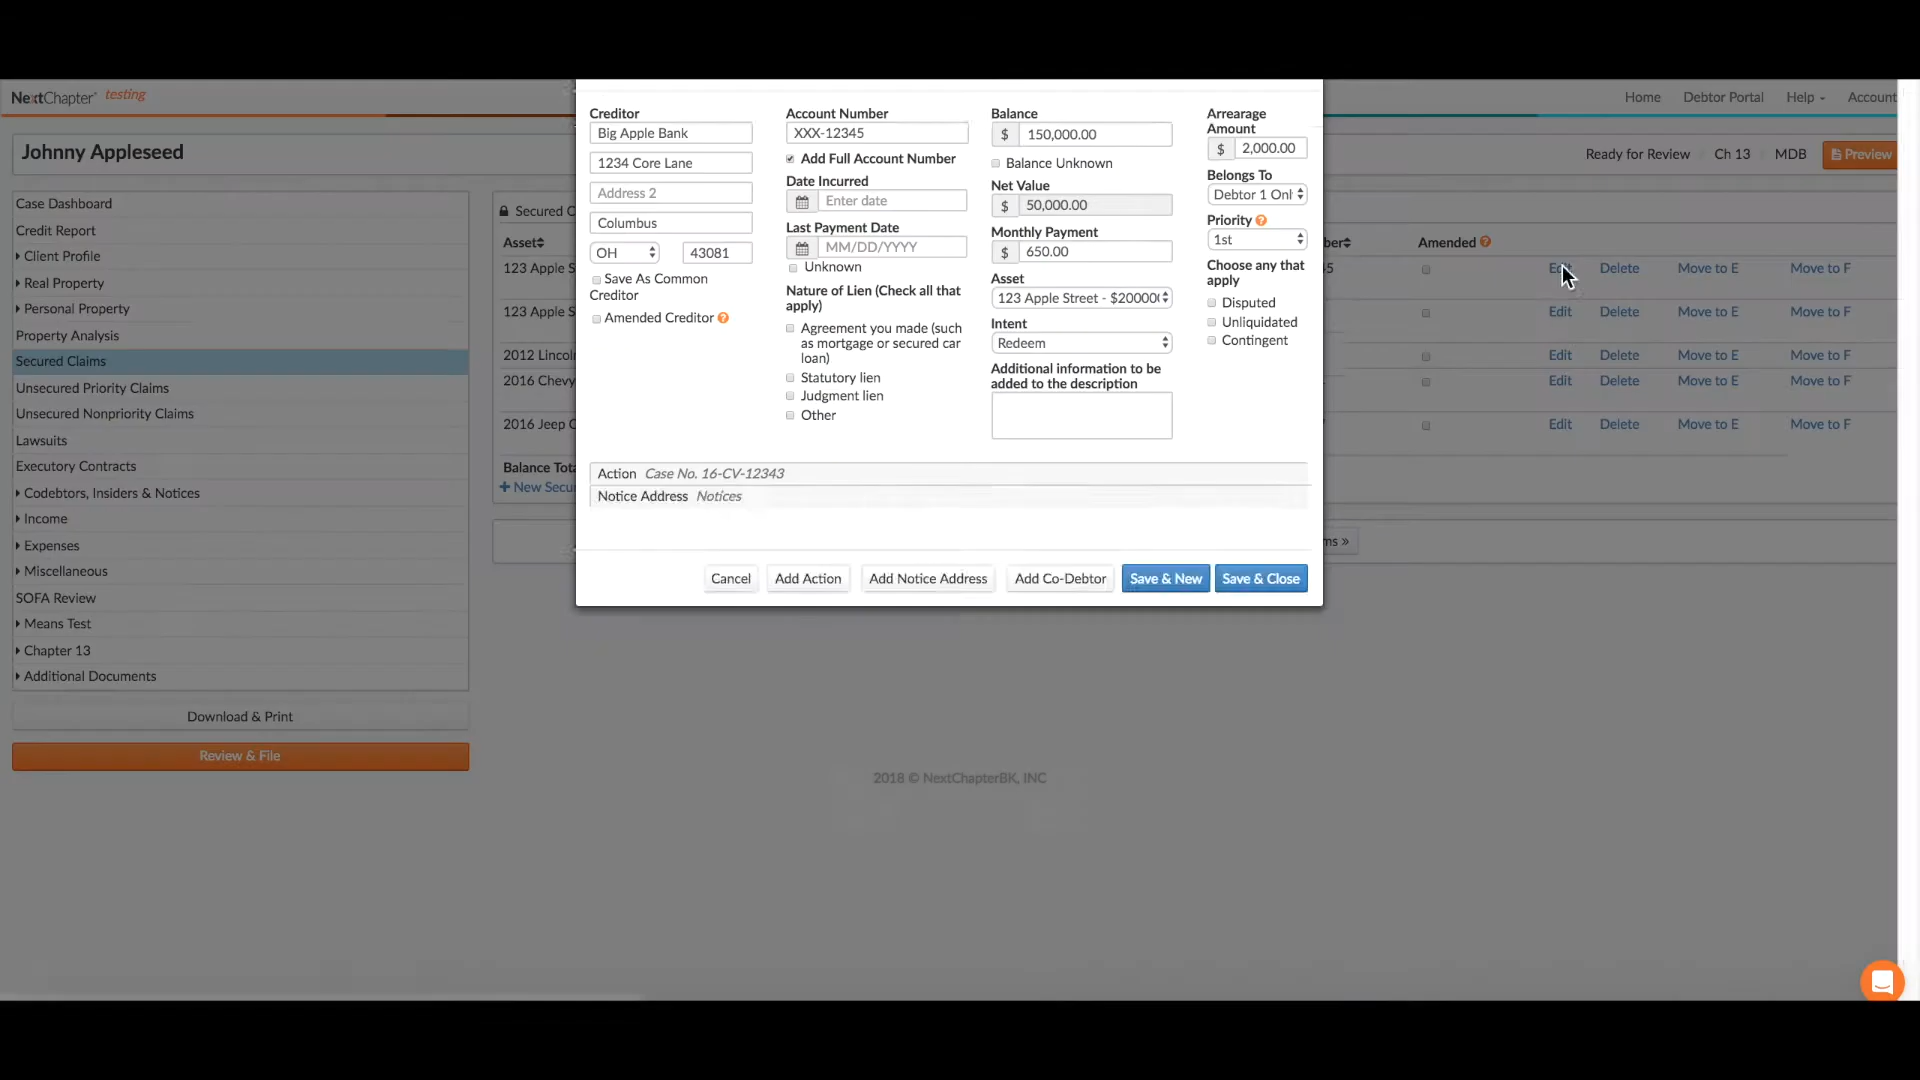 NextChapter testing
Home Debtor Portal Help Account
Johnny Appleseed
Ready for Review Ch 13 MDB Preview
Case Dashboard
Credit Report
Client Profile
Real Property
Personal Property
Property Analysis
Secured Claims
Unsecured Priority Claims
Unsecured Nonpriority Claims
Lawsuits
Executory Contracts
Codebtors, Insiders & Notices
Income
Expenses
Miscellaneous
SOFA Review
Means Test
Chapter 13
Additional Documents
Download & Print
Review & File
Secured C
Asset
123 Apple S
123 Apple S
2012 Lincol
2016 Chevy
2016 Jeep C
Balance Tota
+ New Secur
Creditor
Big Apple Bank
1234 Core Lane
Address 2
Columbus
OH 43081
Save As Common
Creditor
Amended Creditor ?
Account Number
XXX-12345
Add Full Account Number
Date Incurred
Enter date
Last Payment Date
MM/DD/YYYY
Unknown
Nature of Lien (Check all that
apply)
Agreement you made (such
as mortgage or secured car
loan)
Statutory lien
Judgment lien
Other
Balance
$ 150,000.00
Balance Unknown
Net Value
$ 50,000.00
Monthly Payment
$ 650.00
Asset
123 Apple Street - $20000(
Intent
Redeem
Additional information to be
added to the description
Arrearage
Amount
$ 2,000.00
Belongs To
Debtor 1 Onl
Priority ?
1st
Choose any that
apply
Disputed
Unliquidated
Contingent
Action Case No. 16-CV-12343
Notice Address Notices
Cancel Add Action Add Notice Address Add Co-Debtor Save & New Save & Close
ber Amended ?
5 Edit Delete Move to E Move to F
Edit Delete Move to E Move to F
Edit Delete Move to E Move to F
Edit Delete Move to E Move to F
Edit Delete Move to E Move to F
ms »
2018 © NextChapterBK, INC